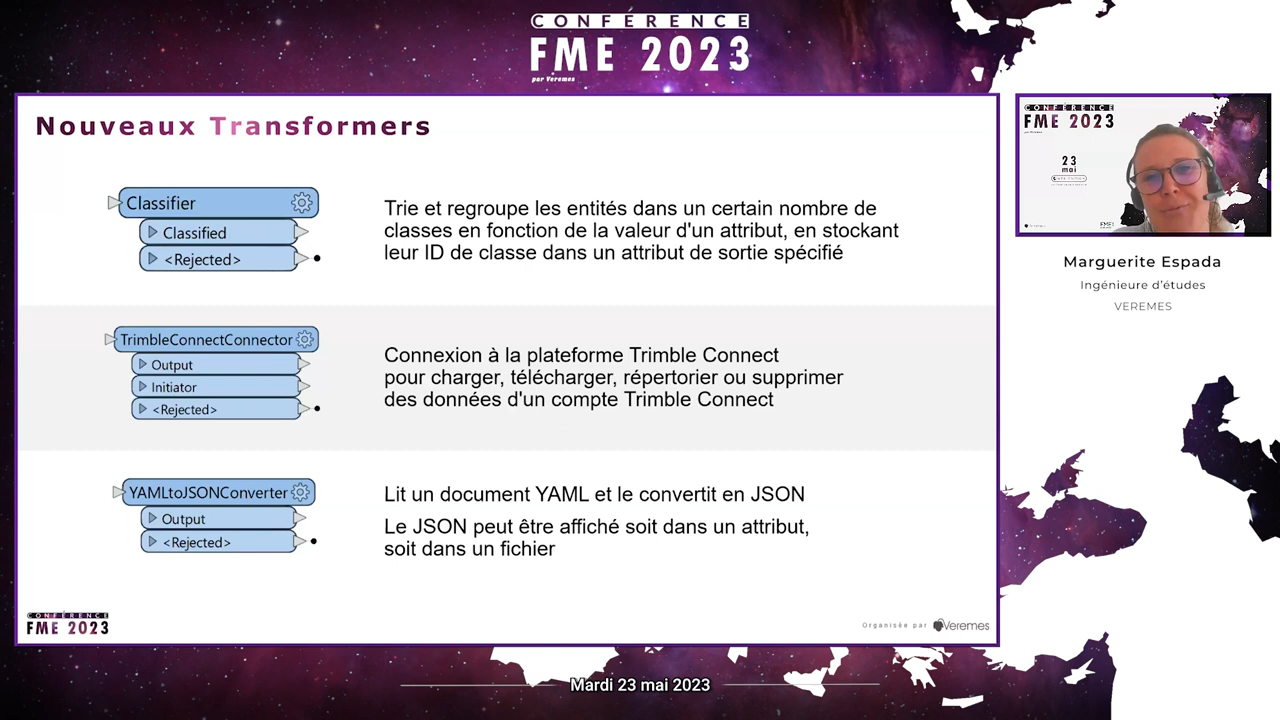 CONFÉRENCE
FME 2023
par Veremes
Nouveaux Transformers
Classifier
Classified
<Rejected>
Trie et regroupe les entités dans un certain nombre de
classes en fonction de la valeur d'un attribut, en stockant
leur ID de classe dans un attribut de sortie spécifié
TrimbleConnectConnector
Output
Initiator
<Rejected>
Connexion à la plateforme Trimble Connect
pour charger, télécharger, répertorier ou supprimer
des données d'un compte Trimble Connect
YAMLtoJSONConverter
Output
<Rejected>
Lit un document YAML et le convertit en JSON
Le JSON peut être affiché soit dans un attribut,
soit dans un fichier
CONFÉRENCE
FME 2023
Organisée par Veremes
CONFÉRENCE
FME 2023
23
mai
Marguerite Espada
Ingénieure d'études
VEREMES
Mardi 23 mai 2023